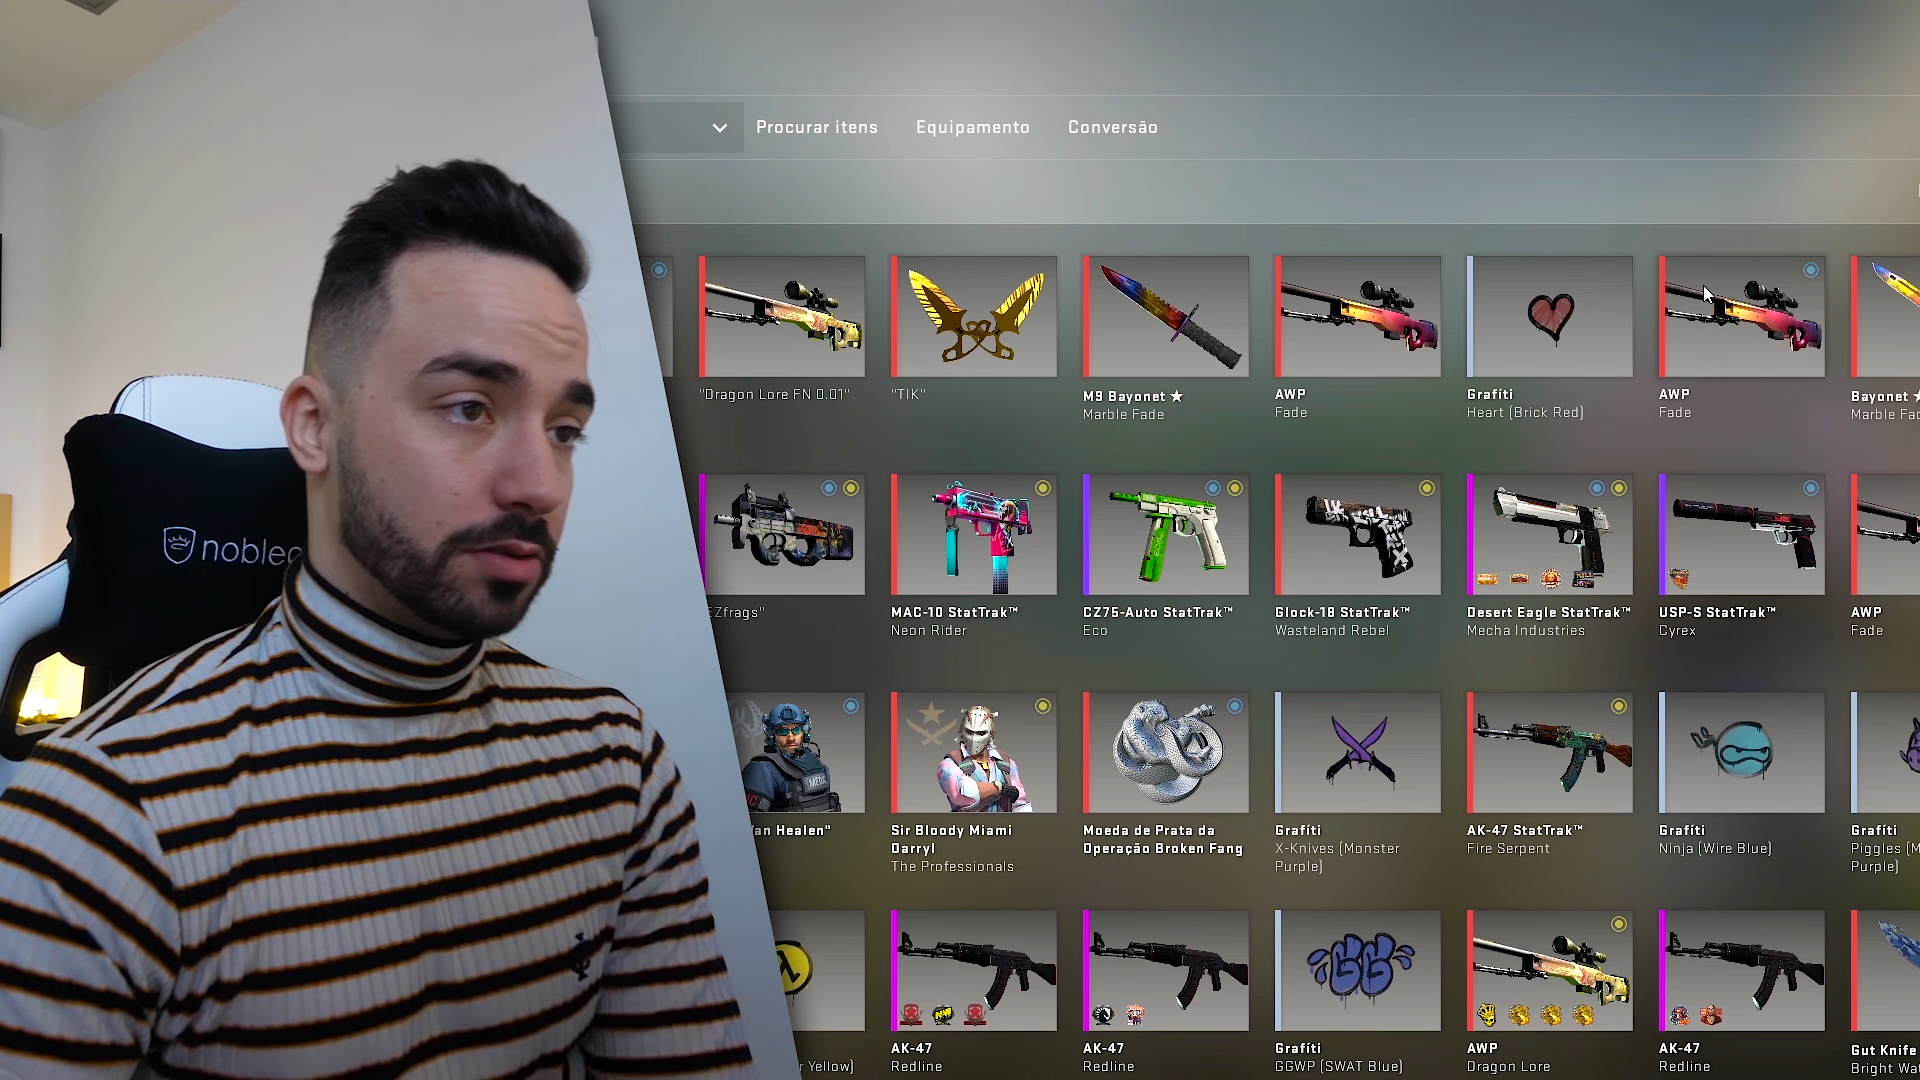 Procurar itens Equipamento Conversão
"Dragon Lore FN 0.01"
"TIK"
M9 Bayonet ★
Marble Fade
AWP
Fade
Grafíti
Heart (Brick Red)
AWP
Fade
Bayonet
Marble Fad
noblec
EZfrags"
MAC-10 StatTrak™
Neon Rider
CZ75-Auto StatTrak™
Eco
Glock-18 StatTrak™
Wasteland Rebel
Desert Eagle StatTrak™
Mecha Industries
USP-S StatTrak™
Cyrex
AWP
Fade
an Healen"
Sir Bloody Miami
Darryl
The Professionals
Moeda de Prata da
Operação Broken Fang
Grafíti
X-Knives (Monster
Purple)
AK-47 StatTrak™
Fire Serpent
Grafíti
Ninja (Wire Blue)
Grafíti
Piggles (M
Purple)
r Yellow)
AK-47
Redline
AK-47
Redline
Grafíti
GGWP (SWAT Blue)
AWP
Dragon Lore
AK-47
Redline
Gut Knife
Bright Wa